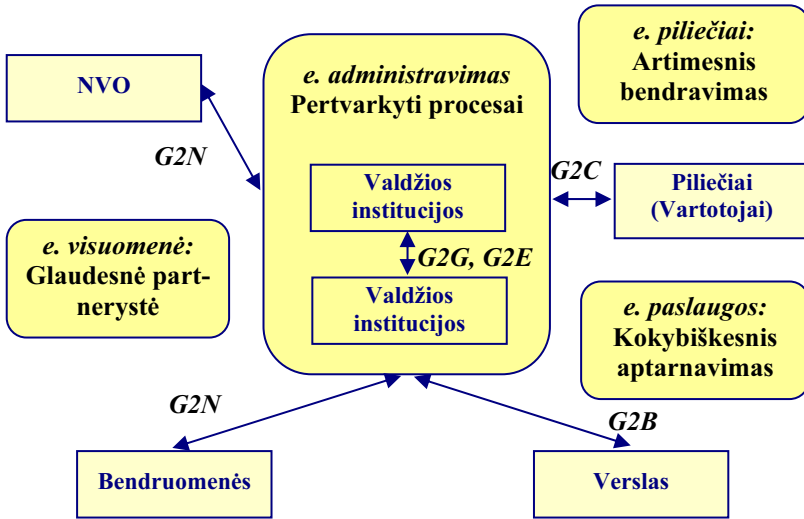 NVO
G2N
e. visuomenė:
Glaudesnė part-
nerystė
e. administravimas
Pertvarkyti procesai
Valdžios
institucijos
G2G, G2E
Valdžios
institucijos
e. piliečiai:
Artimesnis
bendravimas
G2C
Piliečiai
(Vartotojai)
e. paslaugos:
Kokybiškesnis
aptarnavimas
G2N
Bendruomenės
G2B
Verslas